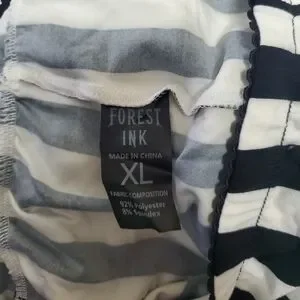 FOREST
INK
MADE IN CHINA
XL
FABRIC COMPOSITION
92% Polyester
8% Spandex